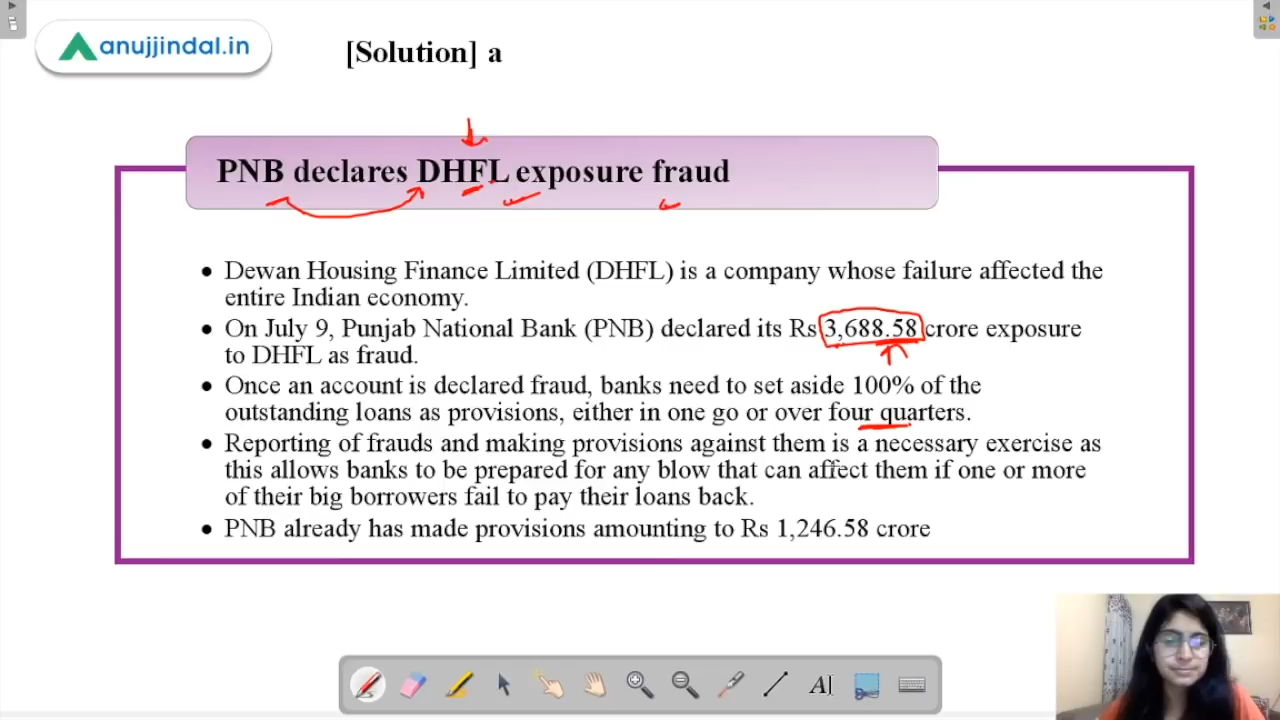 anujjindal.in
[Solution] a
PNB declares DHFL exposure fraud
• Dewan Housing Finance Limited (DHFL) is a company whose failure affected the
entire Indian economy.
• On July 9, Punjab National Bank (PNB) declared its Rs 3,688.58 crore exposure
to DHFL as fraud.
• Once an account is declared fraud, banks need to set aside 100% of the
outstanding loans as provisions, either in one go or over four quarters.
• Reporting of frauds and making provisions against them is a necessary exercise as
this allows banks to be prepared for any blow that can affect them if one or more
of their big borrowers fail to pay their loans back.
• PNB already has made provisions amounting to Rs 1,246.58 crore
A